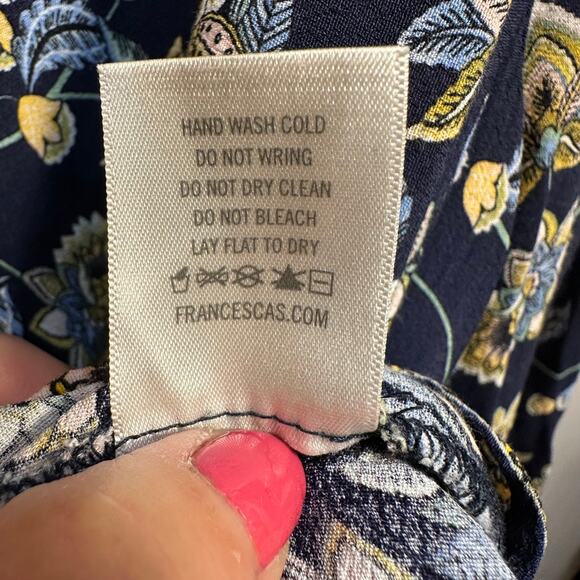 HAND WASH COLD
DO NOT WRING
DO NOT DRY CLEAN
DO NOT BLEACH
LAY FLAT TO DRY
FRANCESCAS.COM